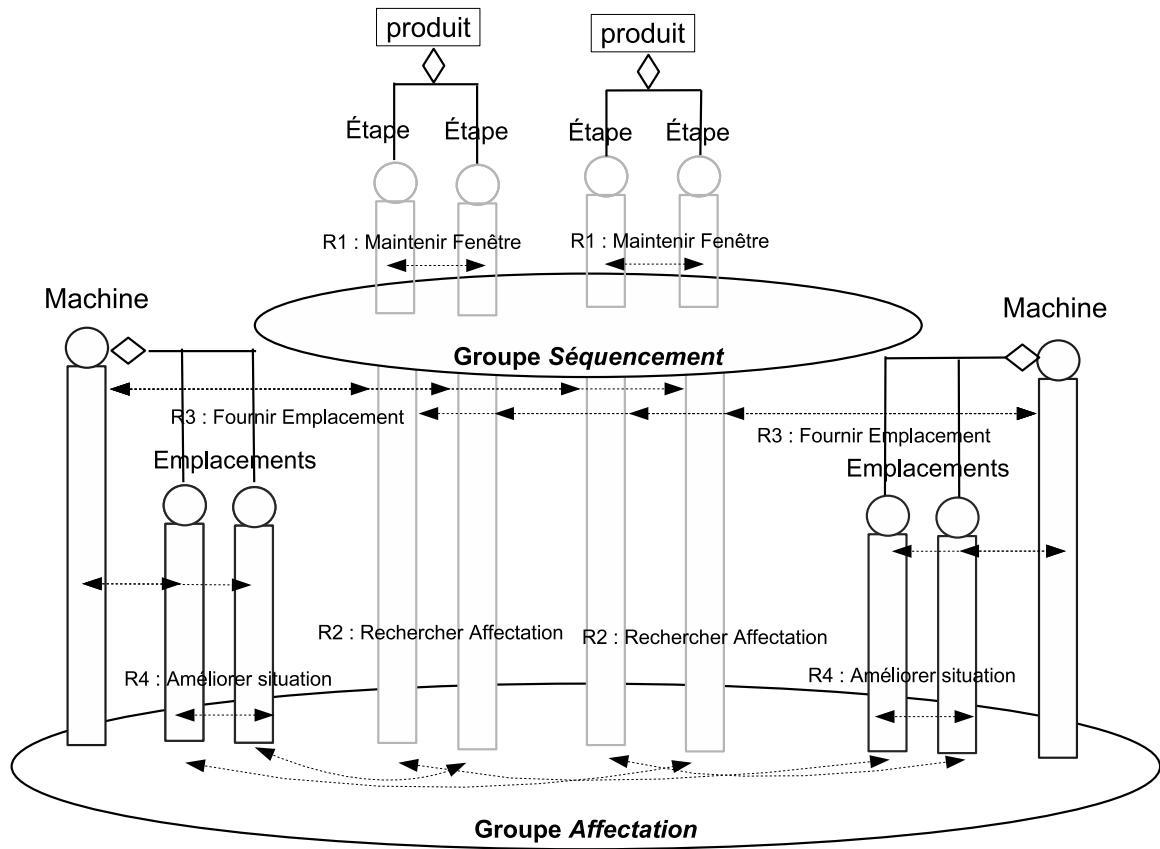 produit
produit
Étape
Étape
Étape
Étape
R1 : Maintenir Fenêtre
R1 : Maintenir Fenêtre
Machine
Machine
Groupe Séquencement
R3 : Fournir Emplacement
R3 : Fournir Emplacement
Emplacements
Emplacements
R2 : Rechercher Affectation
R2 : Rechercher Affectation
R4 : Améliorer situation
R4 : Améliorer situation
Groupe Affectation